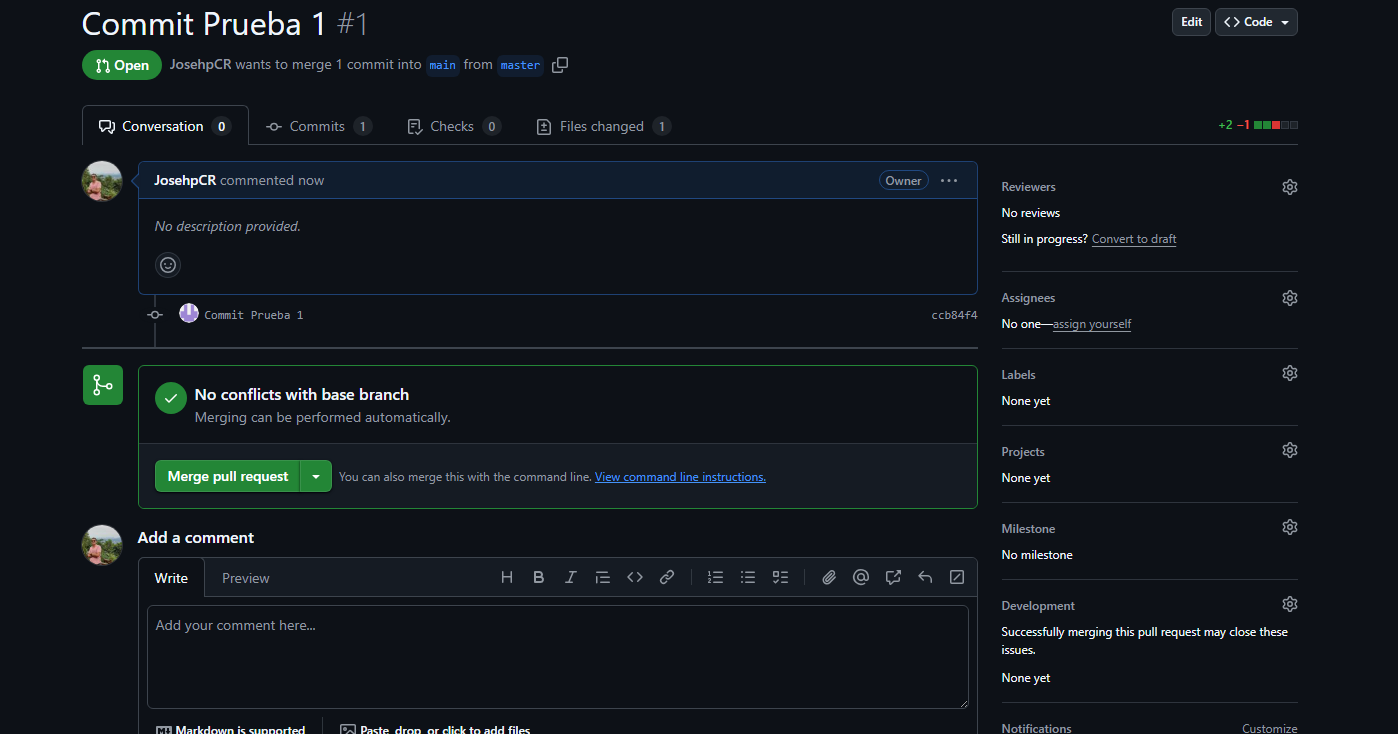 Commit Prueba 1 #1
Edit
Code
Open
JosehpCR wants to merge 1 commit into main from master
Conversation 0
Commits 1
Checks 0
Files changed 1
+2 −1
JosehpCR commented now
Owner
No description provided.
Commit Prueba 1
ccb84f4
No conflicts with base branch
Merging can be performed automatically.
Merge pull request
You can also merge this with the command line. View command line instructions.
Add a comment
Write
Preview
Add your comment here...
Markdown is supported
Paste, drop, or click to add files
Reviewers
No reviews
Still in progress? Convert to draft
Assignees
No one—assign yourself
Labels
None yet
Projects
None yet
Milestone
No milestone
Development
Successfully merging this pull request may close these
issues.
None yet
Notifications
Customize